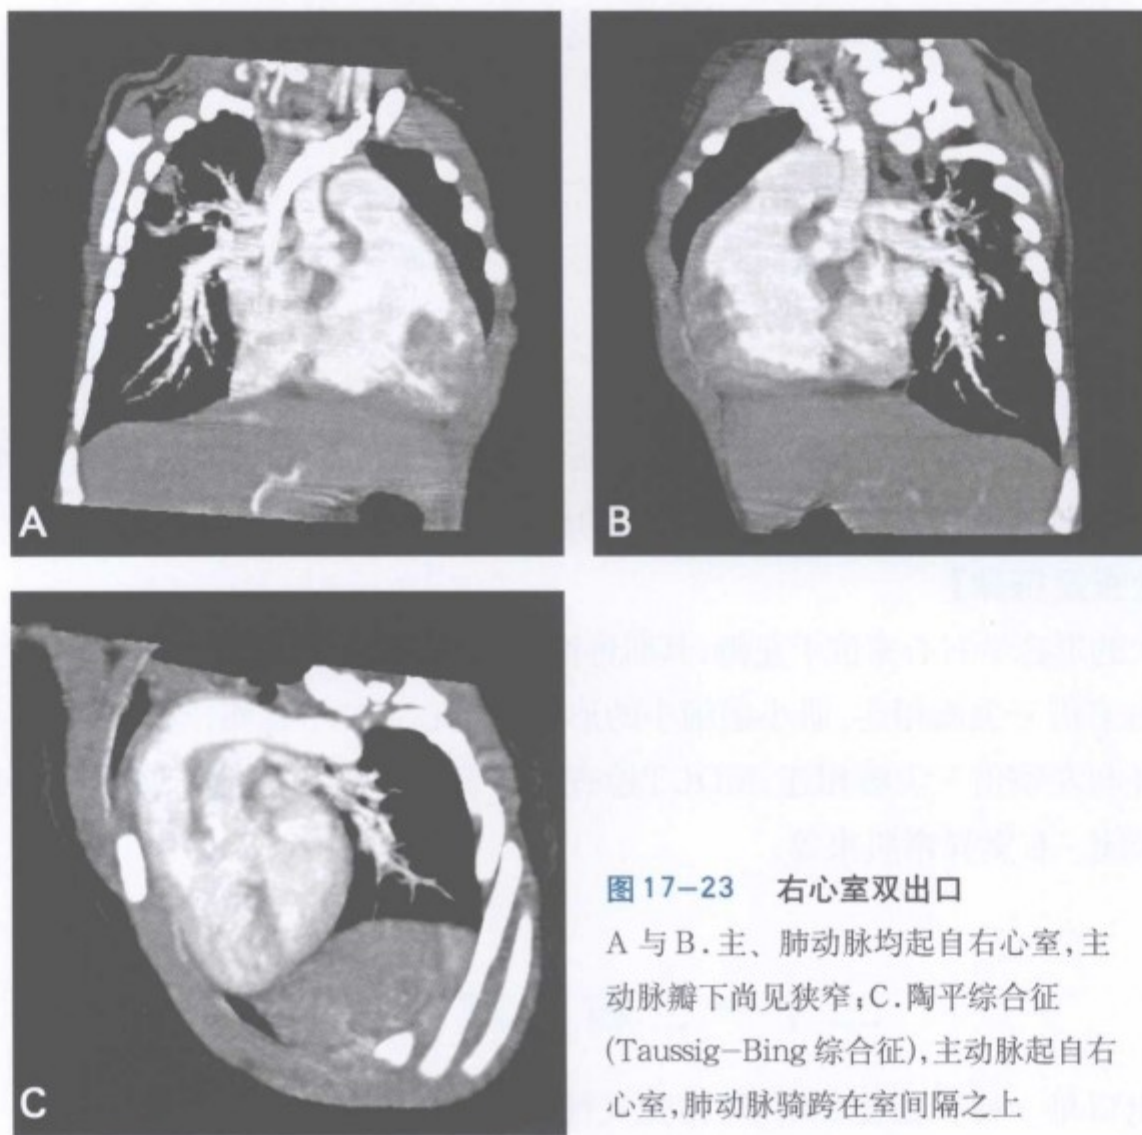 A
B
C
图 17-23 右心室双出口
A 与 B.主、肺动脉均起自右心室,主
动脉瓣下尚见狭窄;C.陶平综合征
(Taussig-Bing 综合征),主动脉起自右
心室,肺动脉骑跨在室间隔之上